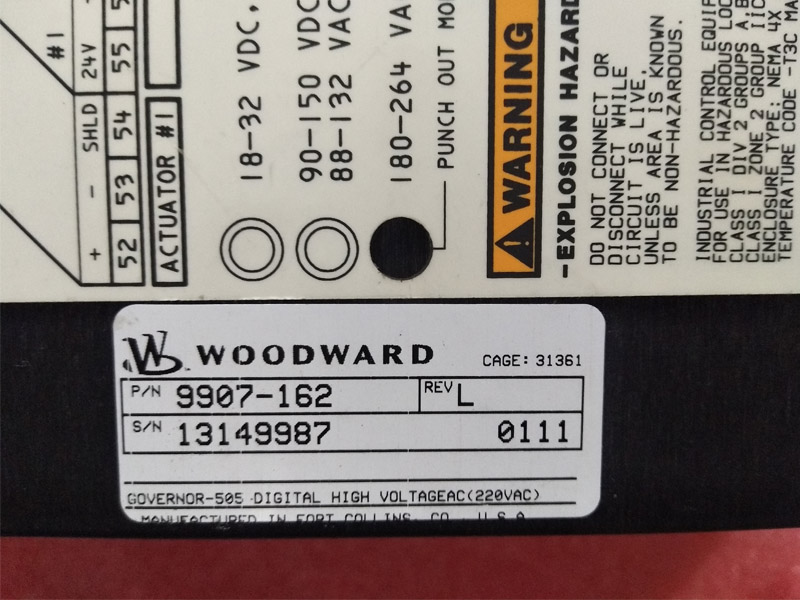 #1
24V
55
SHLD
54
-
53
+
52
ACTUATOR #1
18-32 VDC,
90-150 VDC
88-132 VAC
180-264 VA
PUNCH OUT MO
WARNING
-EXPLOSION HAZARD
DO NOT CONNECT OR
DISCONNECT WHILE
CIRCUIT IS LIVE,
UNLESS AREA IS KNOWN
TO BE NON-HAZARDOUS.
INDUSTRIAL CONTROL EQUIP
FOR USE IN HAZARDOUS LOC
CLASS I DIV 2 GROUPS A,B
CLASS I ZONE 2 GROUP IIC
ENCLOSURE TYPE: NEMA 4X
TEMPERATURE CODE -T3C MA
WOODWARD
CAGE: 31361
P/N 9907-162 REV L
S/N 13149987 0111
GOVERNOR-505 DIGITAL HIGH VOLTAGEAC(220VAC)
MANUFACTURED IN FORT COLLINS, CO., U.S.A.